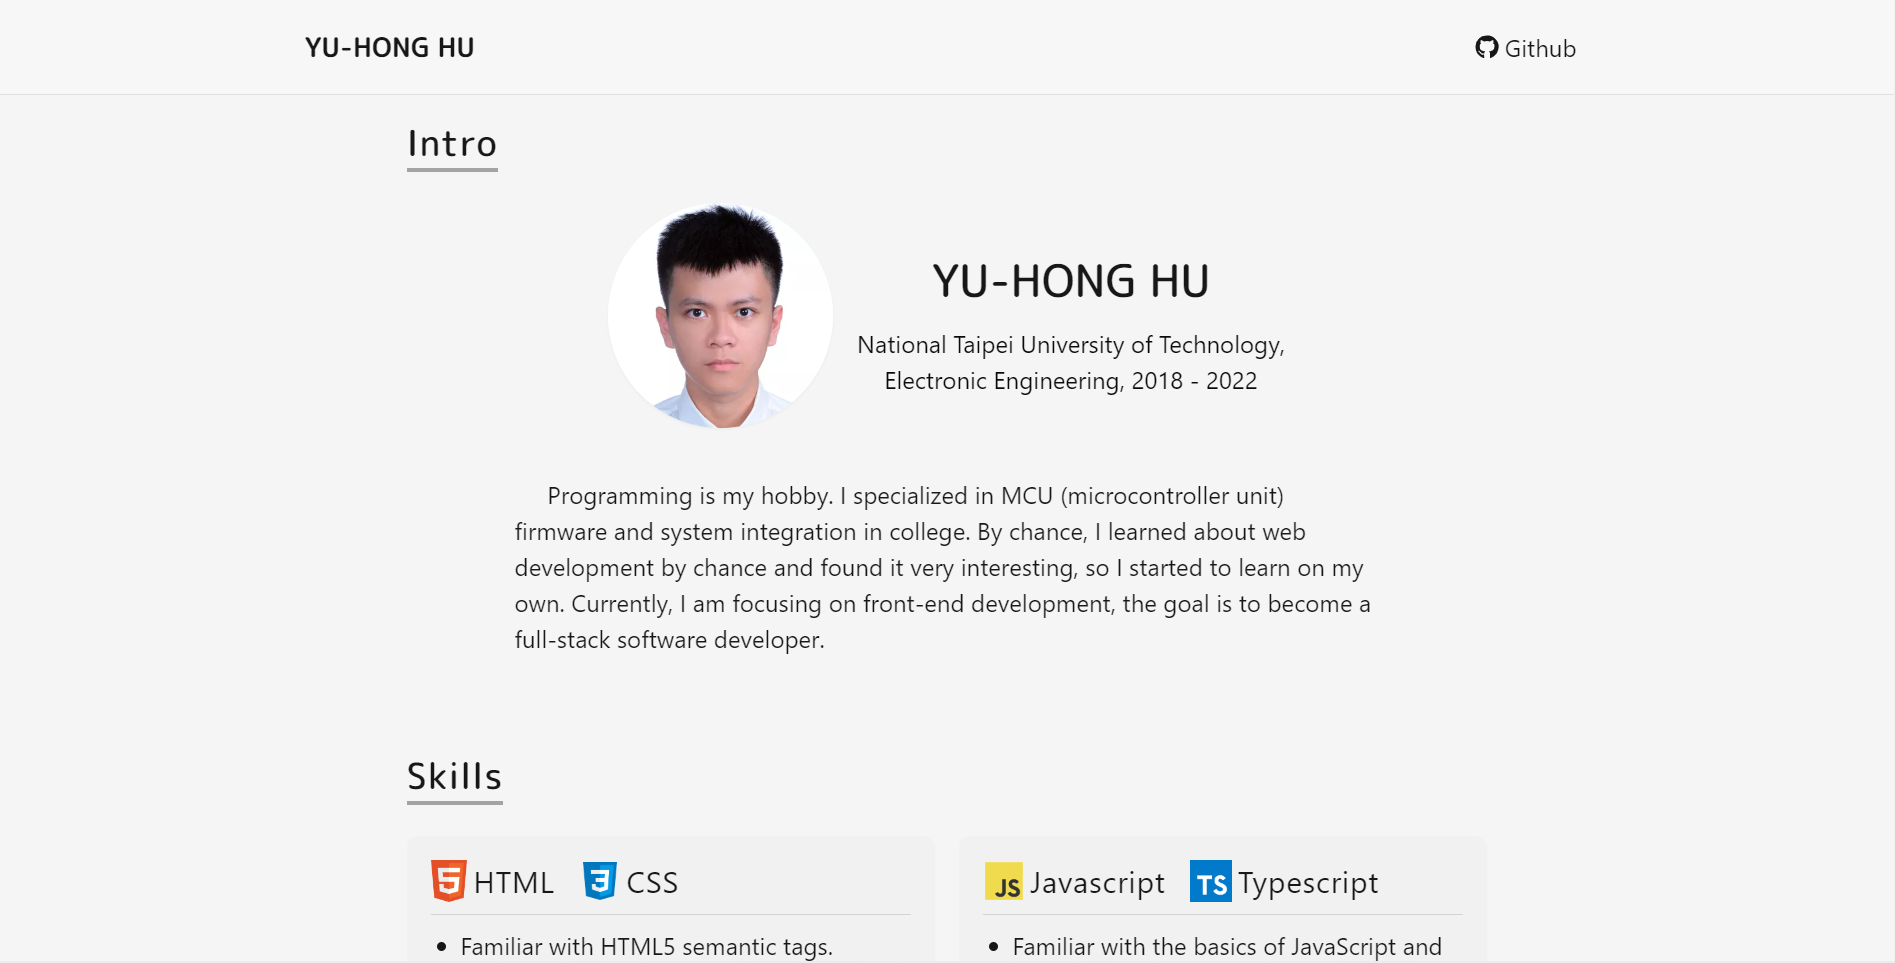 YU-HONG HU
Github
Intro
YU-HONG HU
National Taipei University of Technology,
Electronic Engineering, 2018 - 2022
Programming is my hobby. I specialized in MCU (microcontroller unit)
firmware and system integration in college. By chance, I learned about web
development by chance and found it very interesting, so I started to learn on my
own. Currently, I am focusing on front-end development, the goal is to become a
full-stack software developer.
Skills
5 HTML 3 CSS
JS Javascript TS Typescript
Familiar with HTML5 semantic tags.
Familiar with the basics of JavaScript and